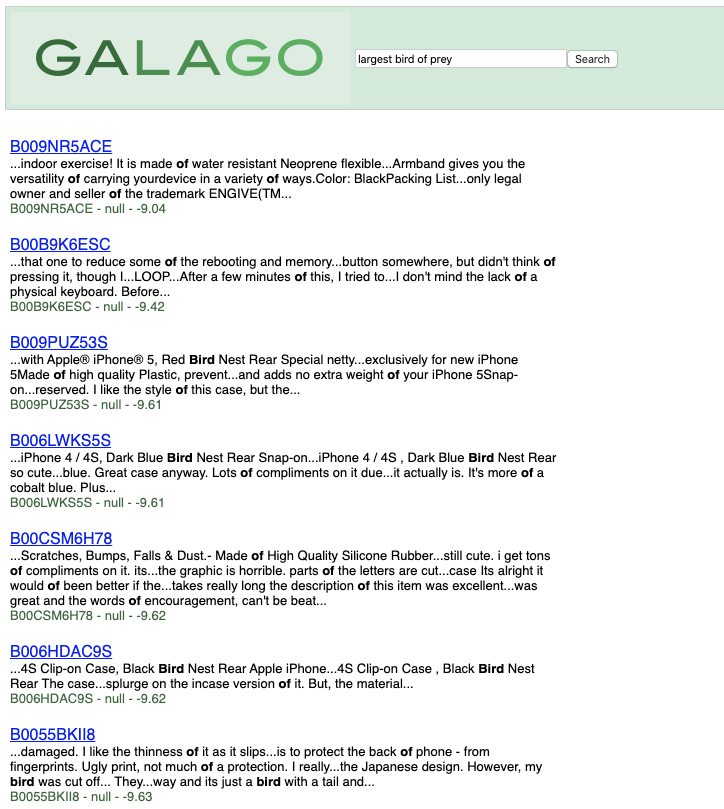 GALAGO
largest bird of prey
Search
B009NR5ACE
...indoor exercise! It is made of water resistant Neoprene flexible...Armband gives you the
versatility of carrying yourdevice in a variety of ways.Color: BlackPacking List...only legal
owner and seller of the trademark ENGIVE(TM...
B009NR5ACE - null - -9.04
B00B9K6ESC
...that one to reduce some of the rebooting and memory...button somewhere, but didn't think of
pressing it, though I...LOOP...After a few minutes of this, I tried to...I don't mind the lack of a
physical keyboard. Before...
B00B9K6ESC - null - -9.42
B009PUZ53S
...with Apple® iPhone® 5, Red Bird Nest Rear Special netty...exclusively for new iPhone
5Made of high quality Plastic, prevent...and adds no extra weight of your iPhone 5Snap-
on...reserved. I like the style of this case, but the...
B009PUZ53S - null - -9.61
B006LWKS5S
...iPhone 4 / 4S, Dark Blue Bird Nest Rear Snap-on...iPhone 4 / 4S , Dark Blue Bird Nest Rear
so cute...blue. Great case anyway. Lots of compliments on it due...it actually is. It's more of a
cobalt blue. Plus...
B006LWKS5S - null - -9.61
B00CSM6H78
...Scratches, Bumps, Falls & Dust.- Made of High Quality Silicone Rubber...still cute. i get tons
of compliments on it. its...the graphic is horrible. parts of the letters are cut...case Its alright it
would of been better if the...takes really long the description of this item was excellent...was
great and the words of encouragement, can't be beat...
B00CSM6H78 - null - -9.62
B006HDAC9S
...4S Clip-on Case, Black Bird Nest Rear Apple iPhone...4S Clip-on Case , Black Bird Nest
Rear The case...splurge on the incase version of it. But, the material...
B006HDAC9S - null - -9.62
B0055BKII8
...damaged. I like the thinness of it as it slips...is to protect the back of phone - from
fingerprints. Ugly print, not much of a protection. I really...the Japanese design. However, my
bird was cut off... They...way and its just a bird with a tail and...
B0055BKII8 - null - -9.63